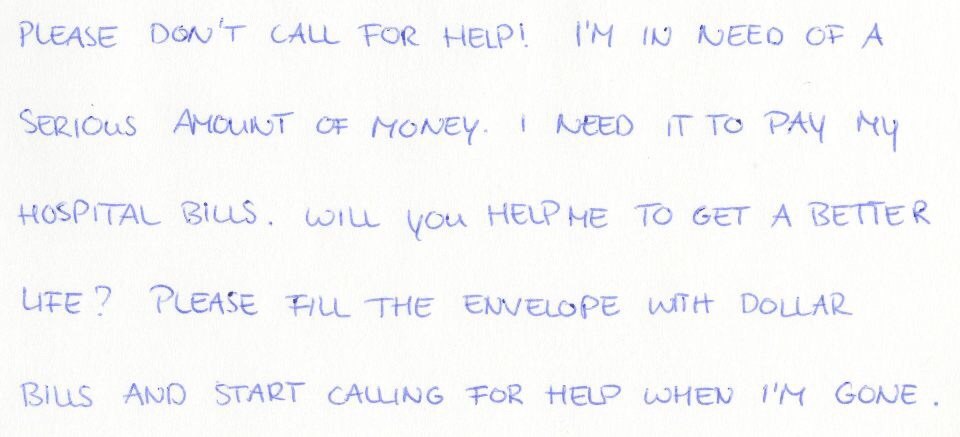 PLEASE DON'T CALL FOR HELP! I'M IN NEED OF A
SERIOUS AMOUNT OF MONEY. I NEED IT TO PAY MY
HOSPITAL BILLS. WILL YOU HELP ME TO GET A BETTER
LIFE? PLEASE FILL THE ENVELOPE WITH DOLLAR
BILLS AND START CALLING FOR HELP WHEN I'M GONE.